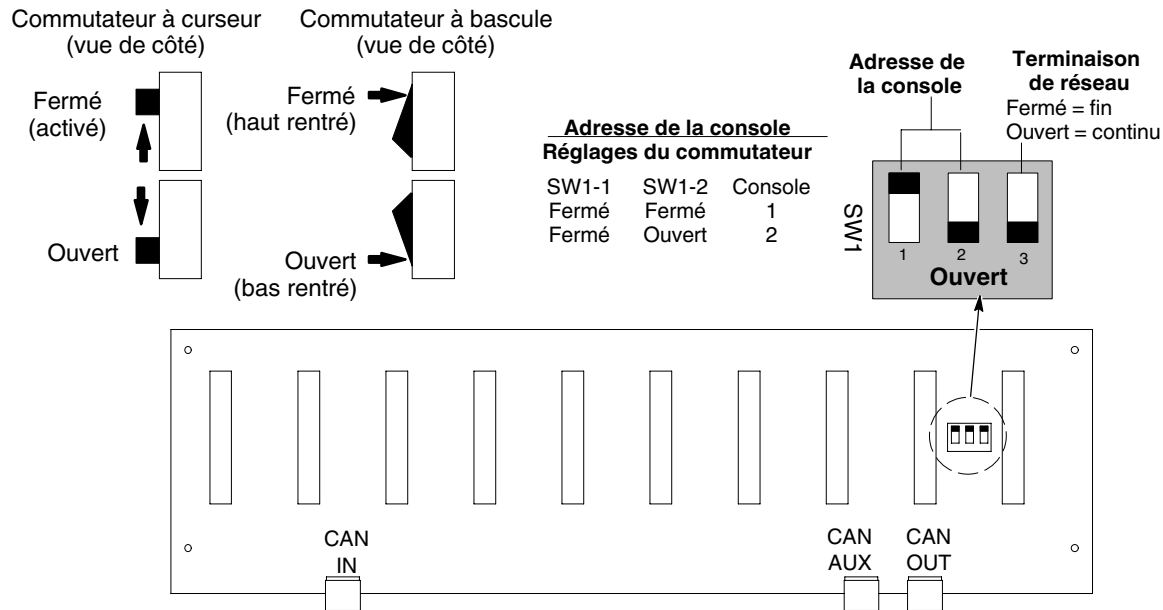 Commutateur à curseur
(vue de côté)
Fermé
(activé)
Ouvert
Commutateur à bascule
(vue de côté)
Fermé
(haut rentré)
Ouvert
(bas rentré)
Adresse de la console
Réglages du commutateur
SW1-1 SW1-2 Console
Fermé Fermé 1
Fermé Ouvert 2
Adresse de
la console
Terminaison
de réseau
Fermé = fin
Ouvert = continu
SW1
1 2 3
Ouvert
CAN
IN
CAN
AUX
CAN
OUT